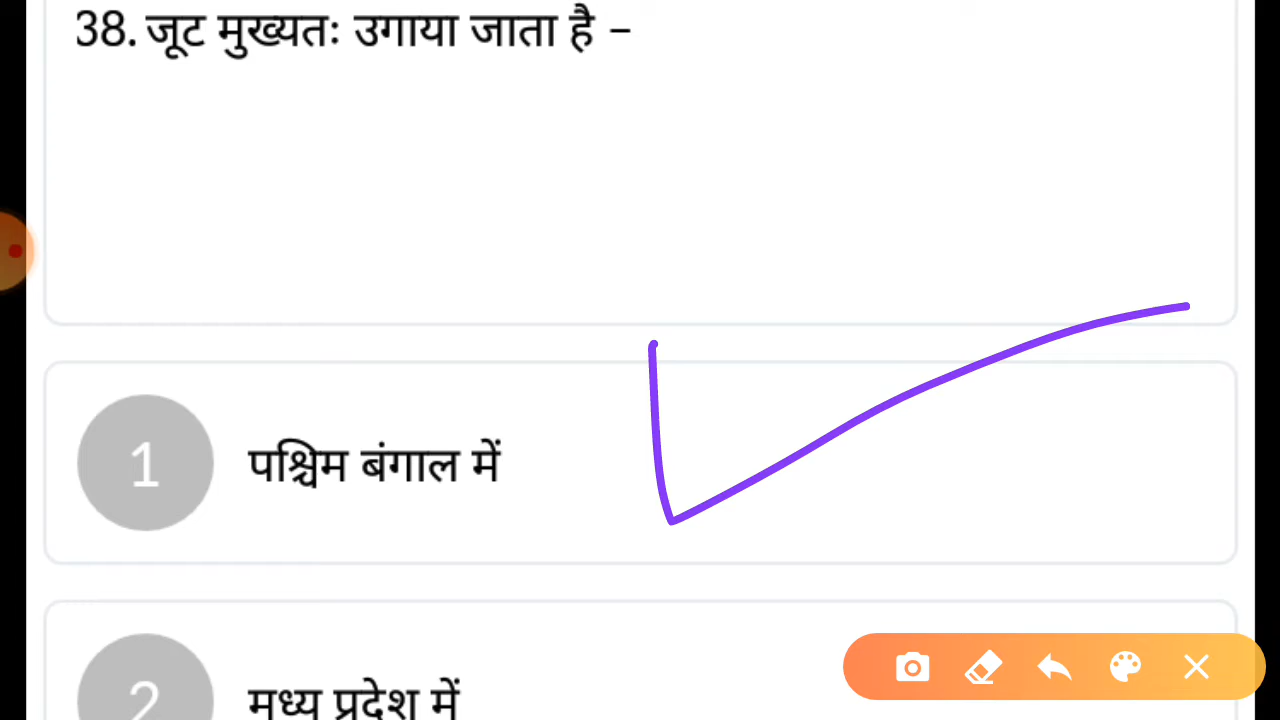 38. जूट मुख्यतः उगाया जाता है –
1 पश्चिम बंगाल में
2 मध्य प्रदेश में